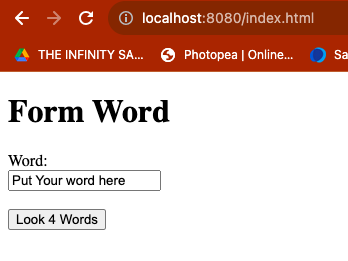 localhost:8080/index.html
THE INFINITY SA... Photopea | Online... Sa
Form Word
Word:
Put Your word here
Look 4 Words